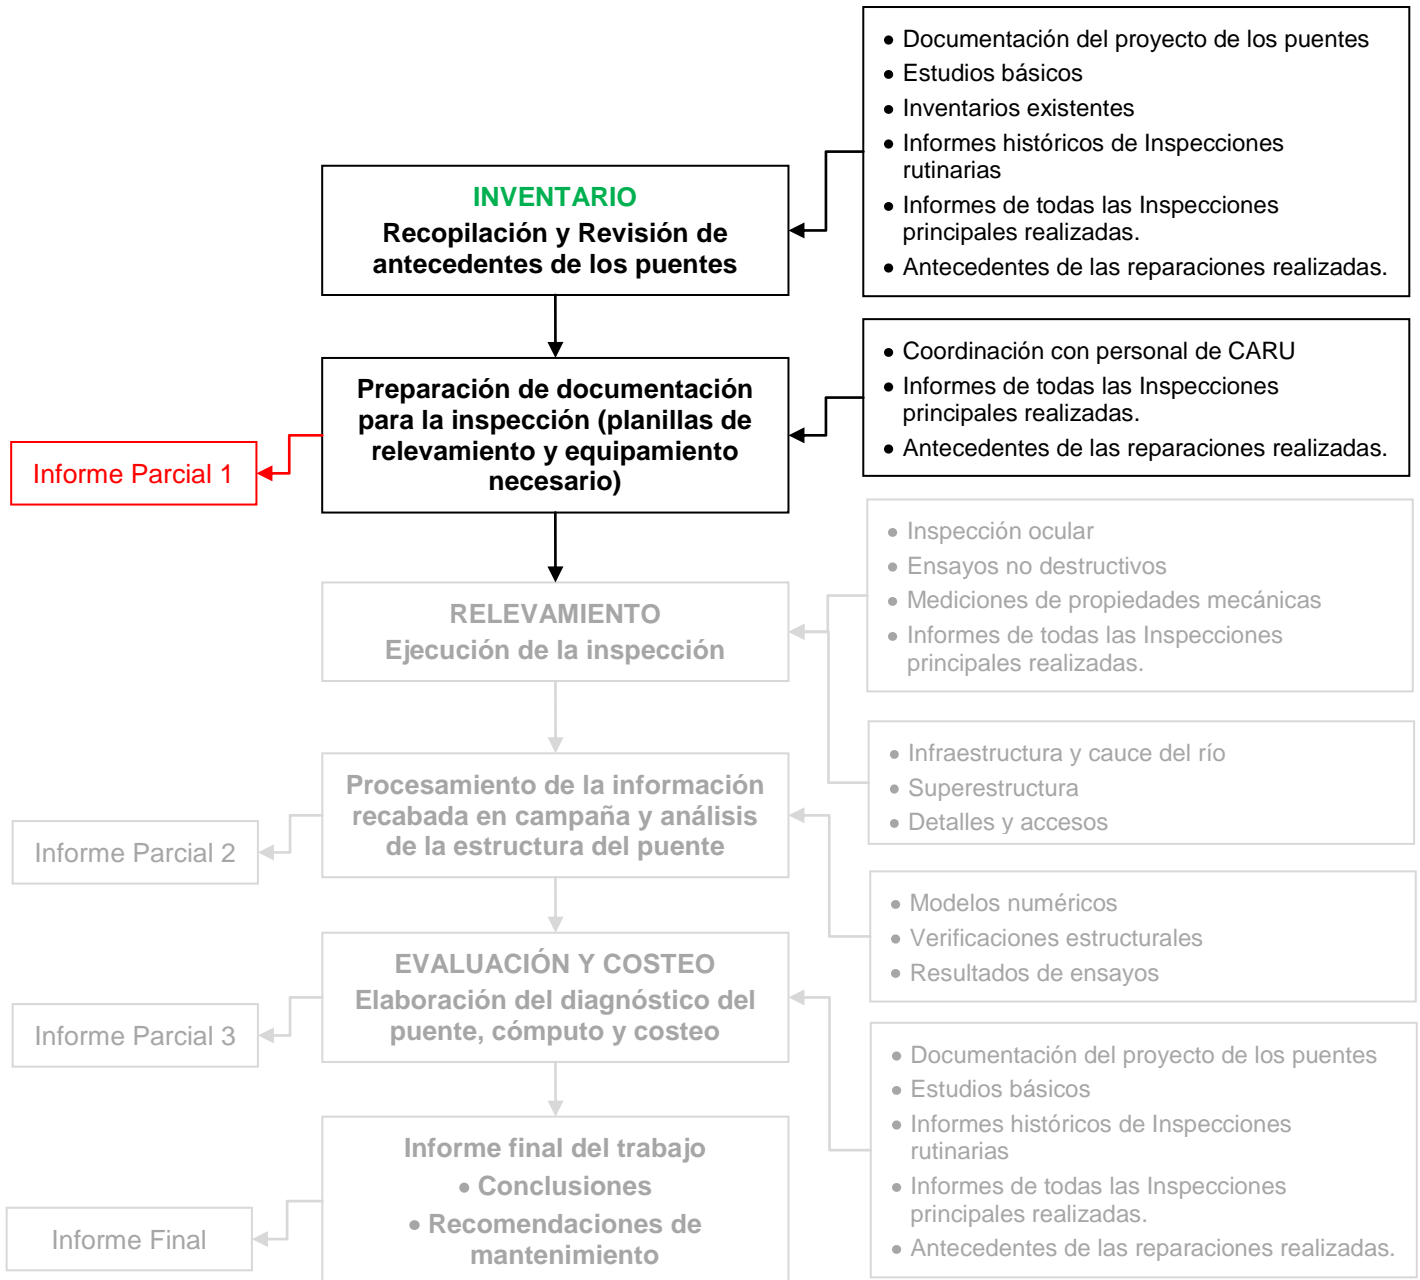 • Documentación del proyecto de los puentes
• Estudios básicos
• Inventarios existentes
• Informes históricos de Inspecciones
rutinarias
• Informes de todas las Inspecciones
principales realizadas.
• Antecedentes de las reparaciones realizadas.
INVENTARIO
Recopilación y Revisión de
antecedentes de los puentes
• Coordinación con personal de CARU
• Informes de todas las Inspecciones
principales realizadas.
• Antecedentes de las reparaciones realizadas.
Preparación de documentación
para la inspección (planillas de
relevamiento y equipamiento
necesario)
Informe Parcial 1
• Inspección ocular
• Ensayos no destructivos
• Mediciones de propiedades mecánicas
• Informes de todas las Inspecciones
principales realizadas.
RELEVAMIENTO
Ejecución de la inspección
• Infraestructura y cauce del río
• Superestructura
• Detalles y accesos
Procesamiento de la información
recabada en campaña y análisis
de la estructura del puente
Informe Parcial 2
• Modelos numéricos
• Verificaciones estructurales
• Resultados de ensayos
EVALUACIÓN Y COSTEO
Elaboración del diagnóstico del
puente, cómputo y costeo
Informe Parcial 3
• Documentación del proyecto de los puentes
• Estudios básicos
• Informes históricos de Inspecciones
rutinarias
• Informes de todas las Inspecciones
principales realizadas.
• Antecedentes de las reparaciones realizadas.
Informe final del trabajo
• Conclusiones
• Recomendaciones de
mantenimiento
Informe Final